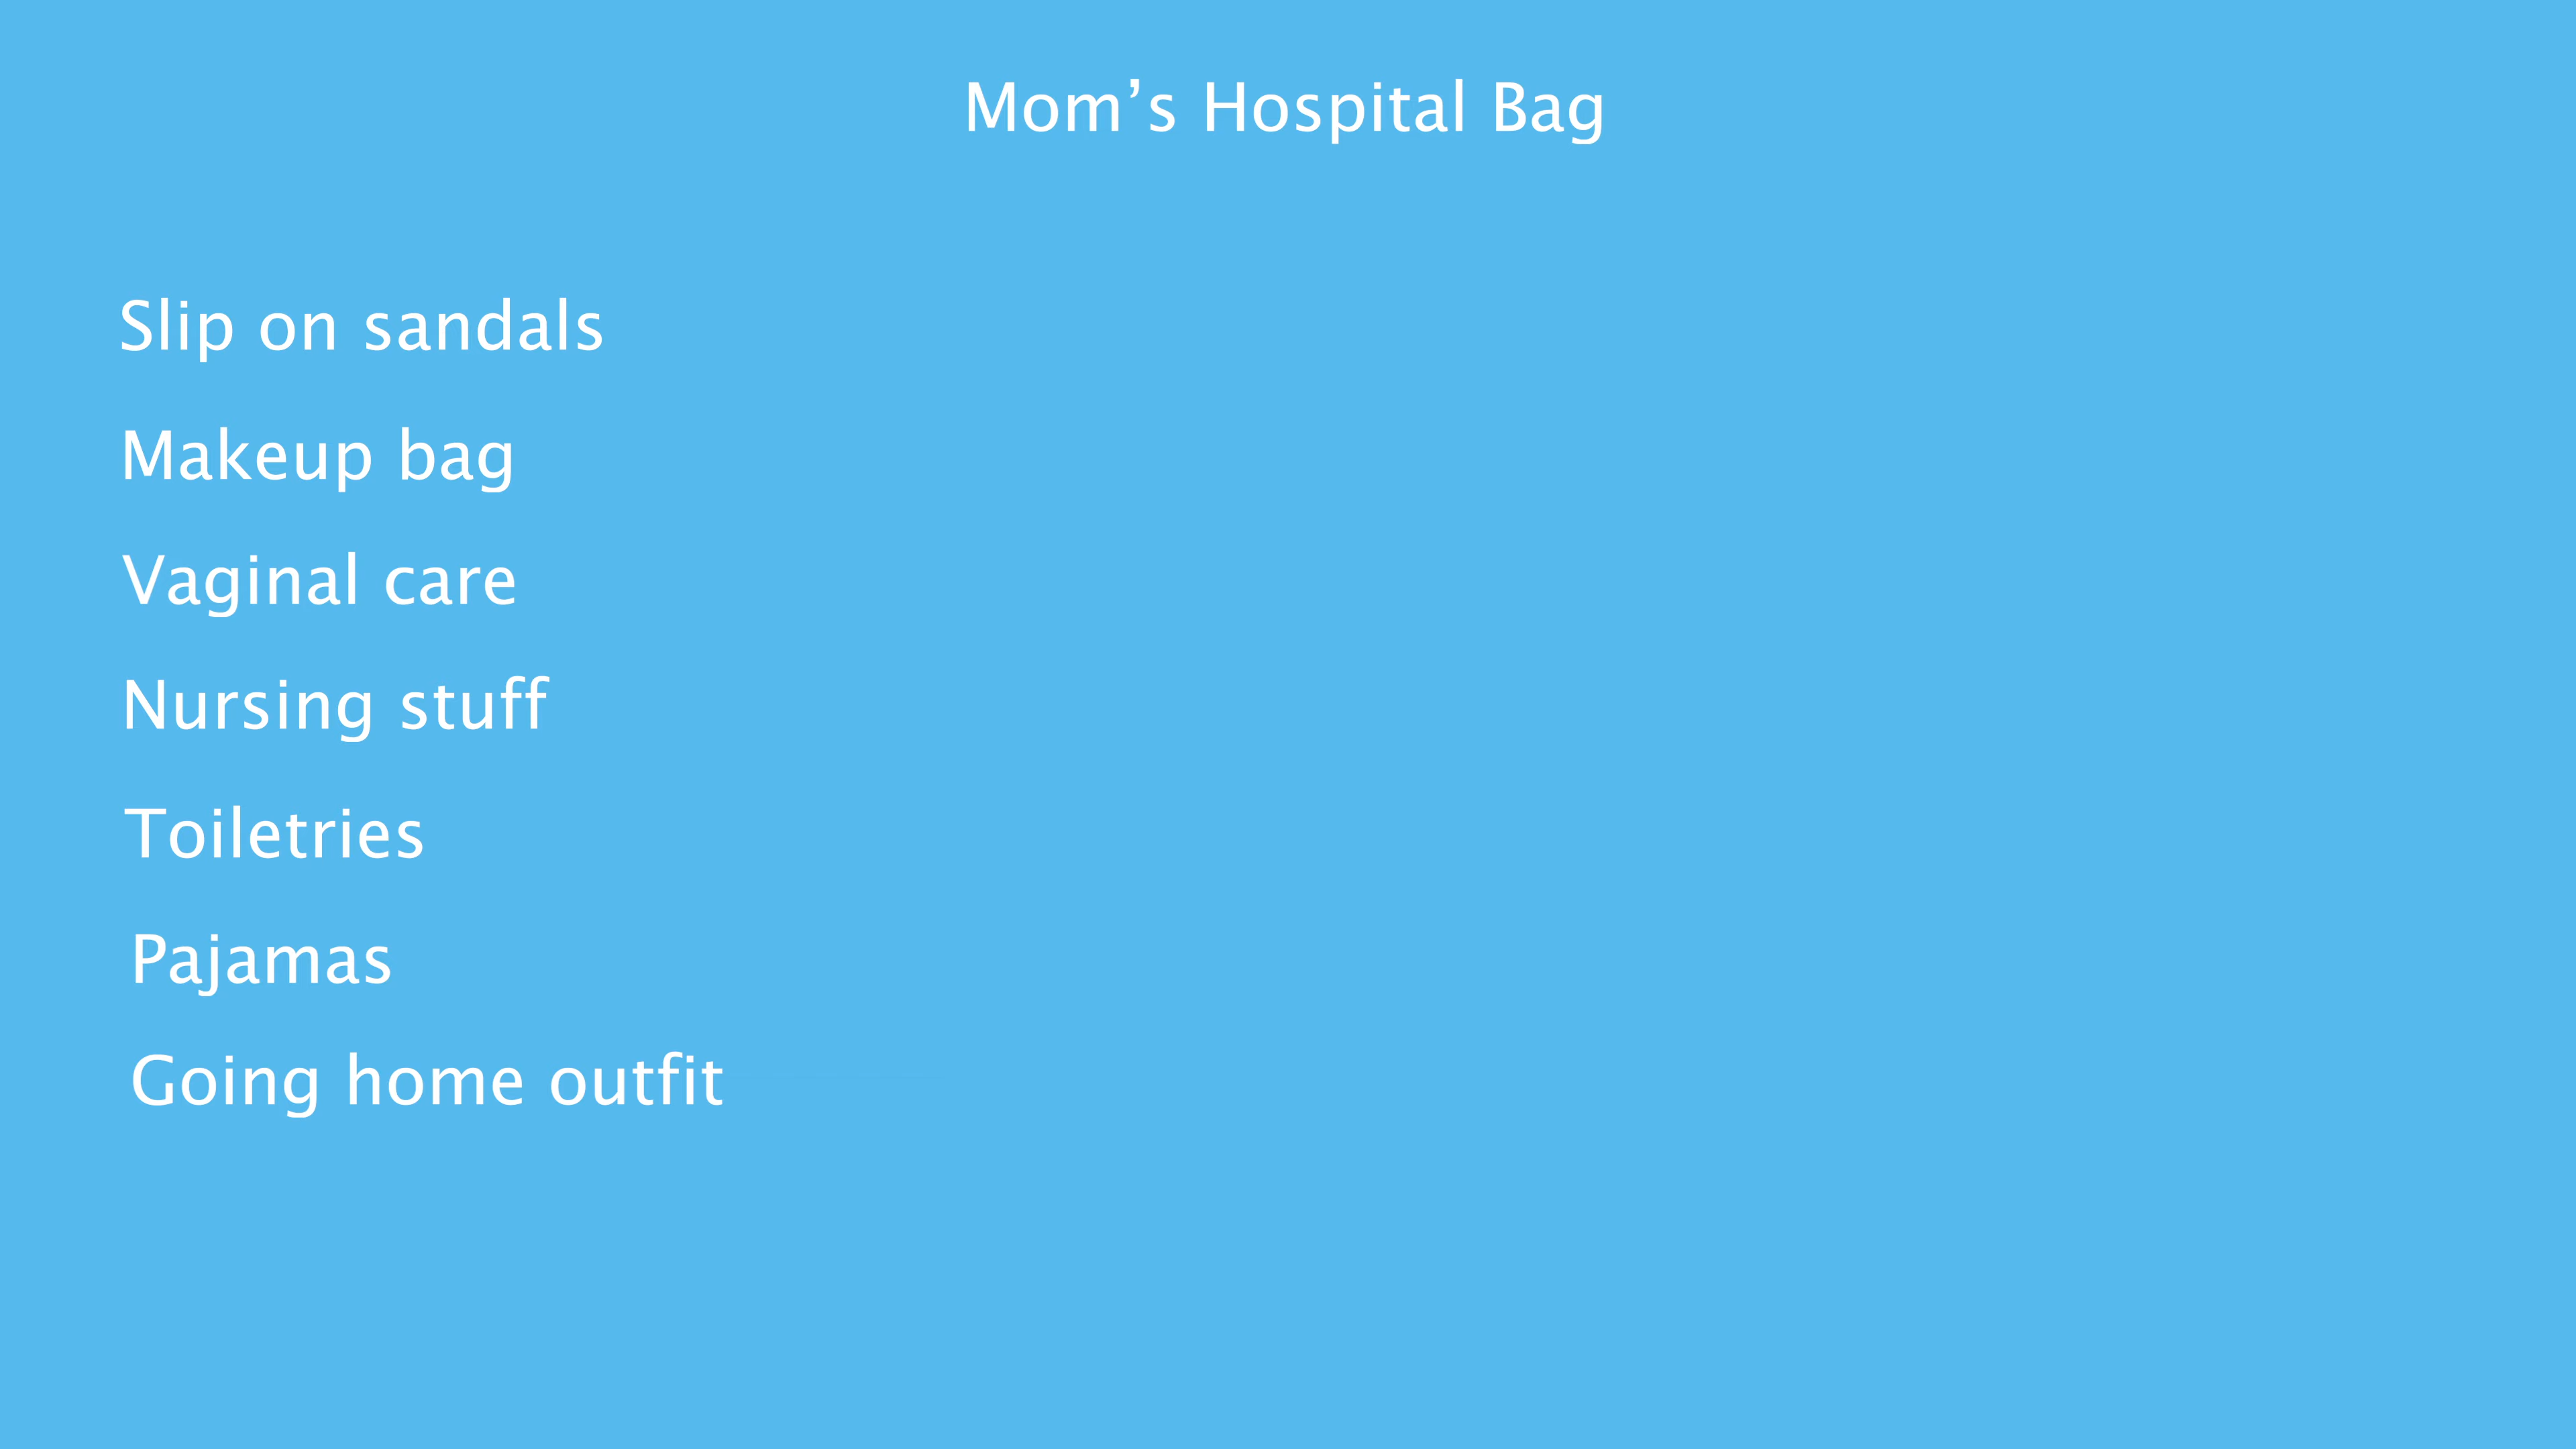 Mom’s Hospital Bag
Slip on sandals
Makeup bag
Vaginal care
Nursing stuff
Toiletries
Pajamas
Going home outfit